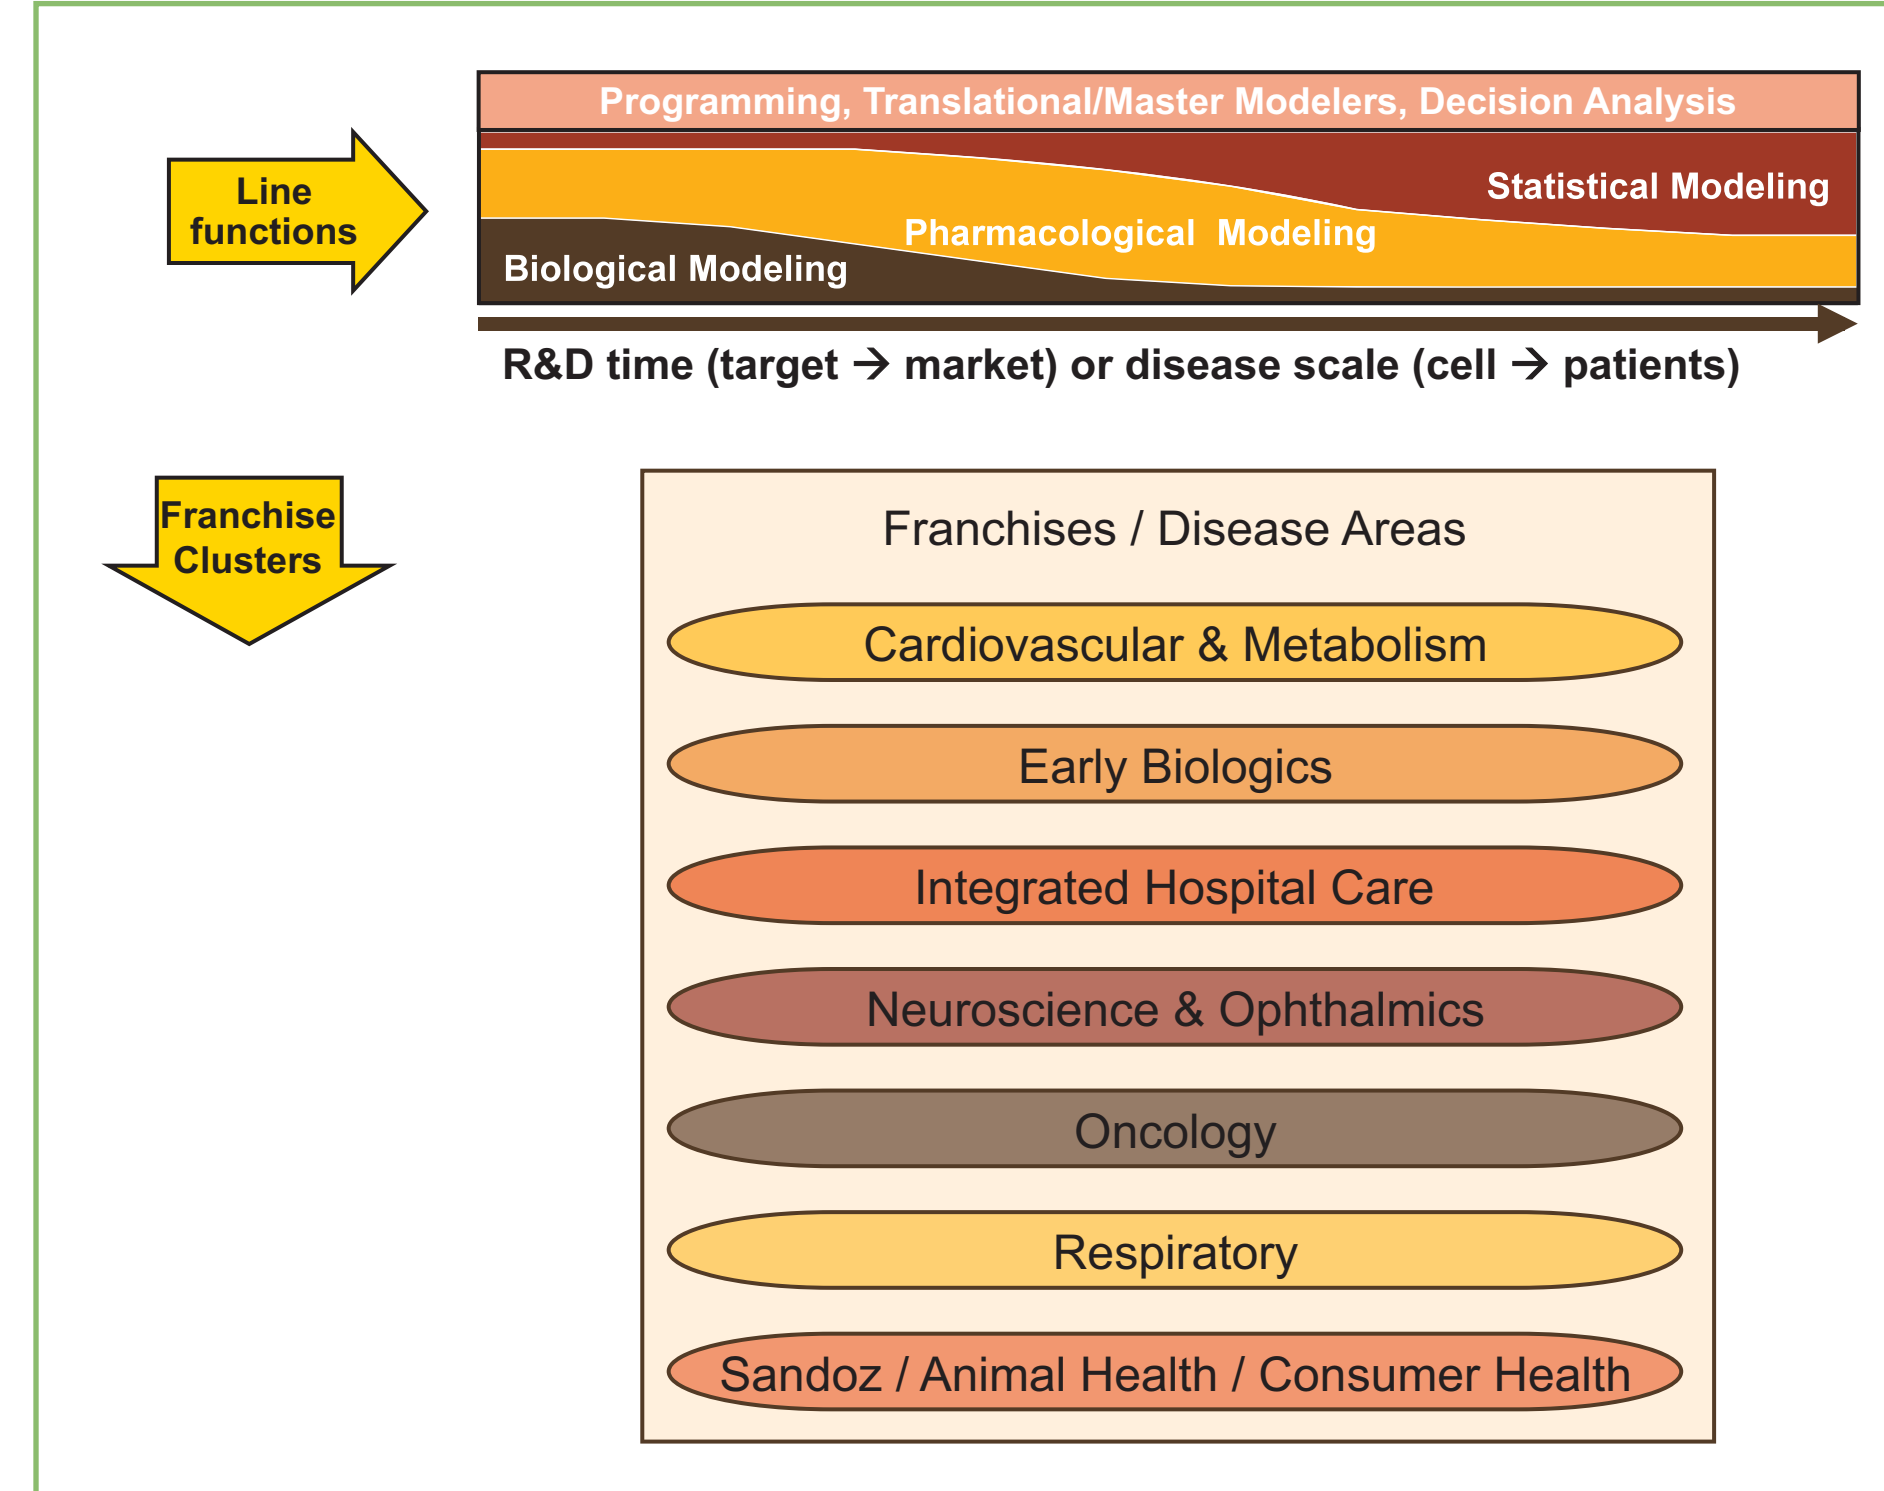 Programming, Translational/Master Modelers, Decision Analysis
Line
functions
Statistical Modeling
Pharmacological Modeling
Biological Modeling
R&D time (target → market) or disease scale (cell → patients)
Franchise
Clusters
Franchises / Disease Areas
Cardiovascular & Metabolism
Early Biologics
Integrated Hospital Care
Neuroscience & Ophthalmics
Oncology
Respiratory
Sandoz / Animal Health / Consumer Health